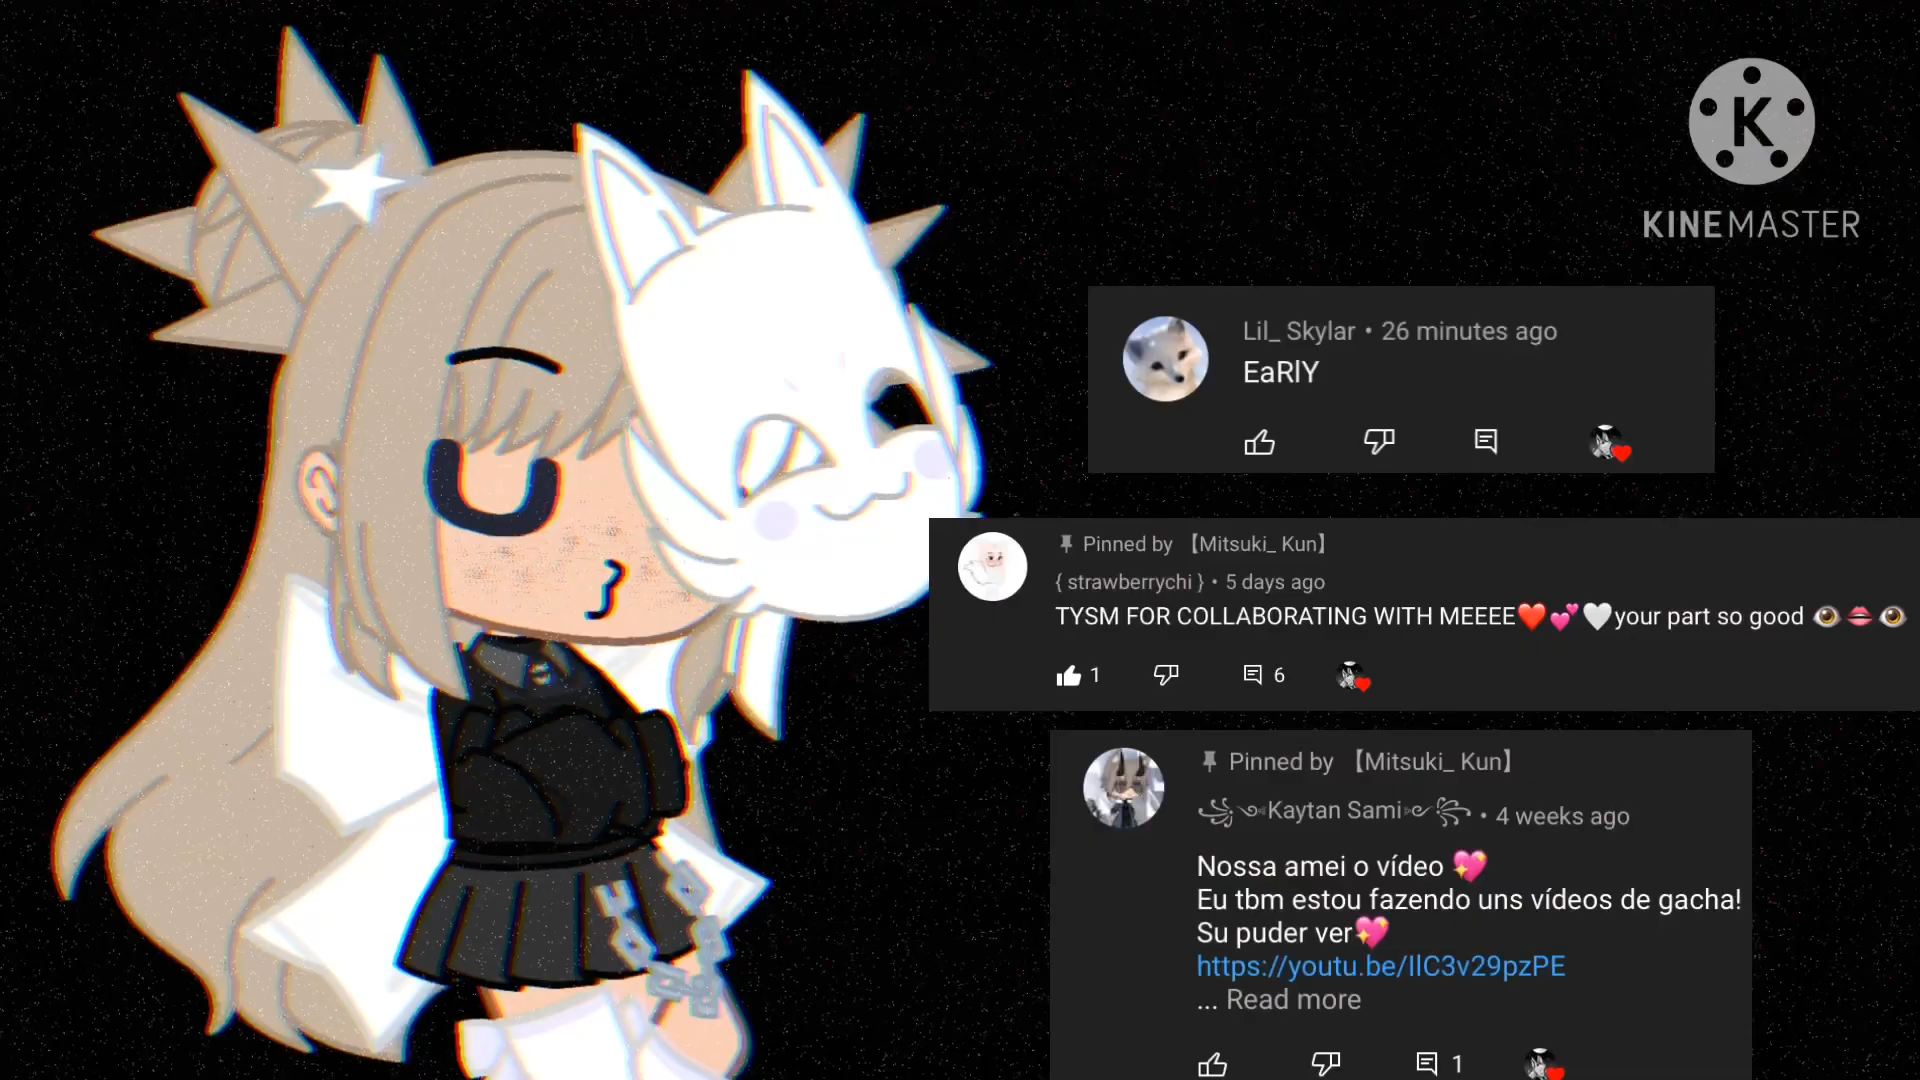 K
KINEMASTER
Lil_ Skylar • 26 minutes ago
EaRlY
Pinned by 【Mitsuki_ Kun】
{ strawberrychi } • 5 days ago
TYSM FOR COLLABORATING WITH MEEEE❤️💕🤍your part so good 👁️👄👁️
1
6
Pinned by 【Mitsuki_ Kun】
꧁༺Kaytan Sami༻꧂ • 4 weeks ago
Nossa amei o vídeo 💖
Eu tbm estou fazendo uns vídeos de gacha!
Su puder ver💖
https://youtu.be/IlC3v29pzPE
... Read more
1